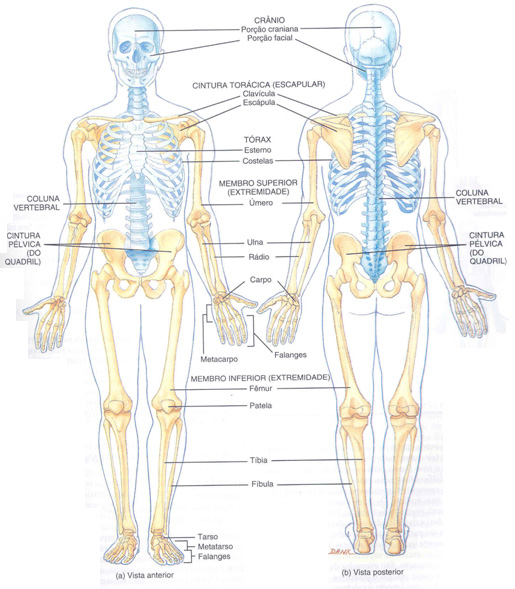 CRÂNIO
Porção craniana
Porção facial
CINTURA TORÁCICA (ESCAPULAR)
Clavícula
Escápula
TÓRAX
Esterno
Costelas
COLUNA
VERTEBRAL
MEMBRO SUPERIOR
(EXTREMIDADE)
Úmero
COLUNA
VERTEBRAL
CINTURA
PÉLVICA
(DO
QUADRIL)
Ulna
Rádio
CINTURA
PÉLVICA
(DO
QUADRIL)
Carpo
Metacarpo
Falanges
MEMBRO INFERIOR (EXTREMIDADE)
Fêmur
Patela
Tíbia
Fíbula
Tarso
Metatarso
Falanges
DANK
(a) Vista anterior
(b) Vista posterior